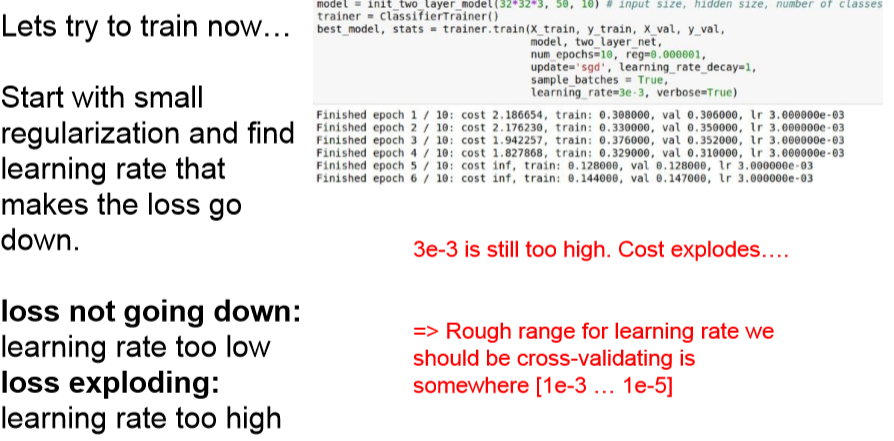 Lets try to train now…
Start with small
regularization and find
learning rate that
makes the loss go
down.
loss not going down:
learning rate too low
loss exploding:
learning rate too high
model = init_two_layer_model(32*32*3, 50, 10) # input size, hidden size, number of classes
trainer = ClassifierTrainer()
best_model, stats = trainer.train(X_train, y_train, X_val, y_val,
model, two_layer_net,
num_epochs=10, reg=0.000001,
update='sgd', learning_rate_decay=1,
sample_batches = True,
learning_rate=3e-3, verbose=True)
Finished epoch 1 / 10: cost 2.186654, train: 0.308000, val 0.306000, lr 3.000000e-03
Finished epoch 2 / 10: cost 2.176230, train: 0.330000, val 0.350000, lr 3.000000e-03
Finished epoch 3 / 10: cost 1.942257, train: 0.376000, val 0.352000, lr 3.000000e-03
Finished epoch 4 / 10: cost 1.827868, train: 0.329000, val 0.310000, lr 3.000000e-03
Finished epoch 5 / 10: cost inf, train: 0.128000, val 0.128000, lr 3.000000e-03
Finished epoch 6 / 10: cost inf, train: 0.144000, val 0.147000, lr 3.000000e-03
3e-3 is still too high. Cost explodes….
=> Rough range for learning rate we
should be cross-validating is
somewhere [1e-3 … 1e-5]